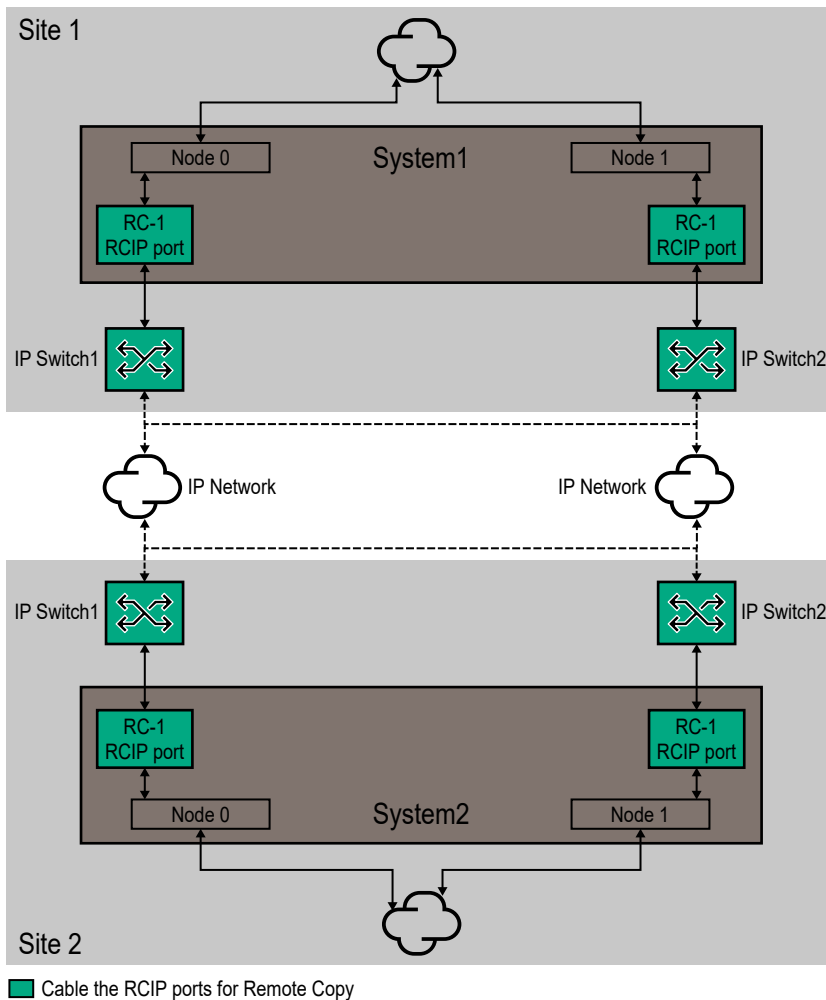 Site 1
Node 0
System1
Node 1
RC-1
RCIP port
RC-1
RCIP port
IP Switch1
IP Switch2
IP Network
IP Network
IP Switch1
IP Switch2
RC-1
RCIP port
RC-1
RCIP port
Node 0
System2
Node 1
Site 2
Cable the RCIP ports for Remote Copy